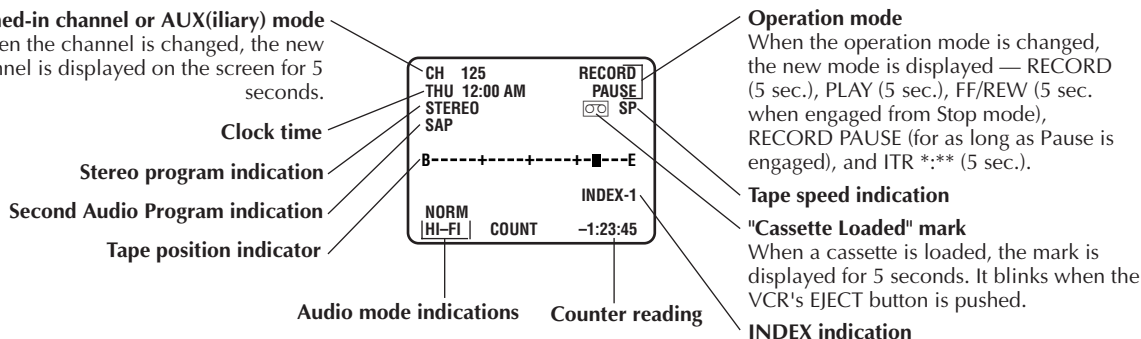 ned-in channel or AUX(iliary) mode
en the channel is changed, the new
nnel is displayed on the screen for 5
seconds.
Clock time
Stereo program indication
Second Audio Program indication
Tape position indicator
CH 125 RECORD
THU 12:00 AM PAUSE
STEREO SP
SAP
B-----+-----+-----+-■---E
INDEX-1
NORM
HI–FI COUNT –1:23:45
Audio mode indications
Counter reading
Operation mode
When the operation mode is changed,
the new mode is displayed — RECORD
(5 sec.), PLAY (5 sec.), FF/REW (5 sec.
when engaged from Stop mode),
RECORD PAUSE (for as long as Pause is
engaged), and ITR *:** (5 sec.).
Tape speed indication
"Cassette Loaded" mark
When a cassette is loaded, the mark is
displayed for 5 seconds. It blinks when the
VCR's EJECT button is pushed.
INDEX indication